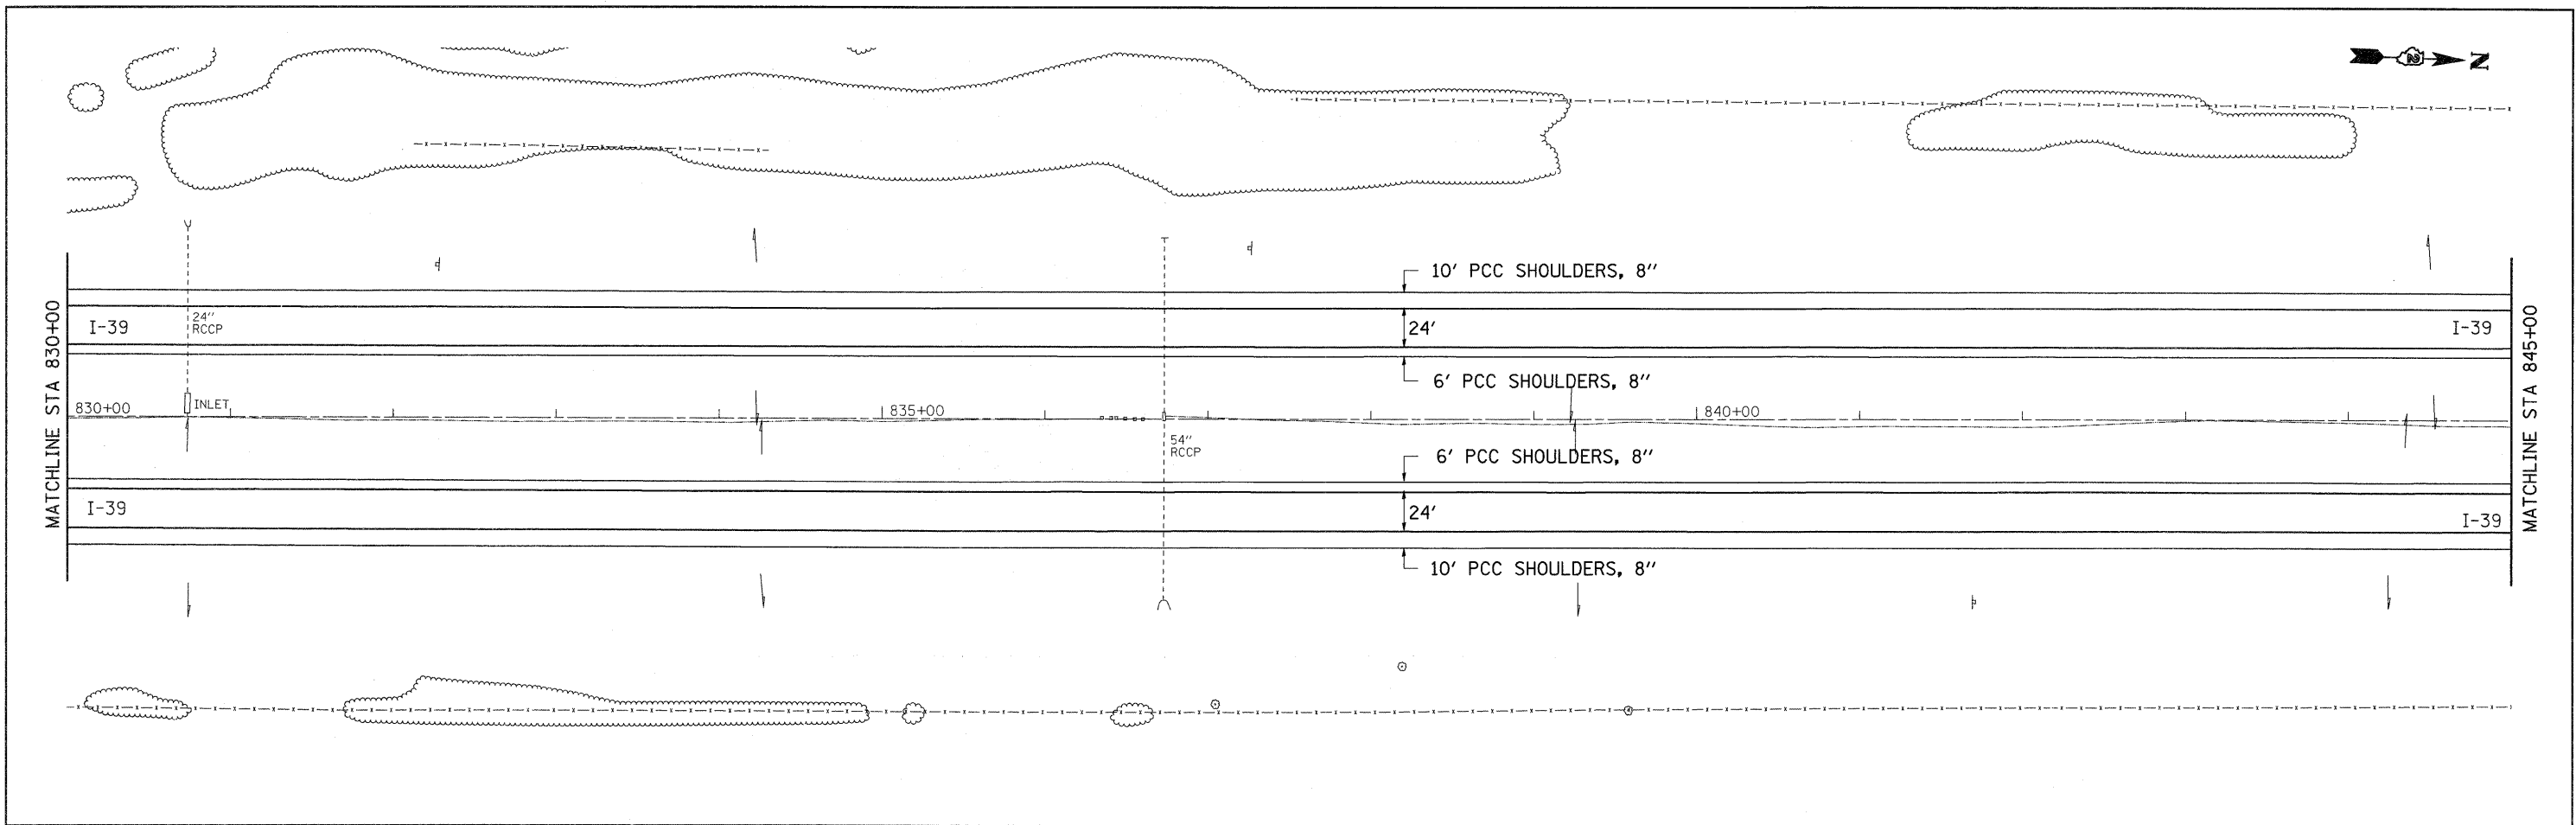 N
10' PCC SHOULDERS, 8"
MATCHLINE STA 830+00
I-39
24"
RCCP
24'
I-39
MATCHLINE STA 845+00
6' PCC SHOULDERS, 8"
830+00
INLET
835+00
840+00
54"
RCCP
6' PCC SHOULDERS, 8"
I-39
24'
I-39
10' PCC SHOULDERS, 8"